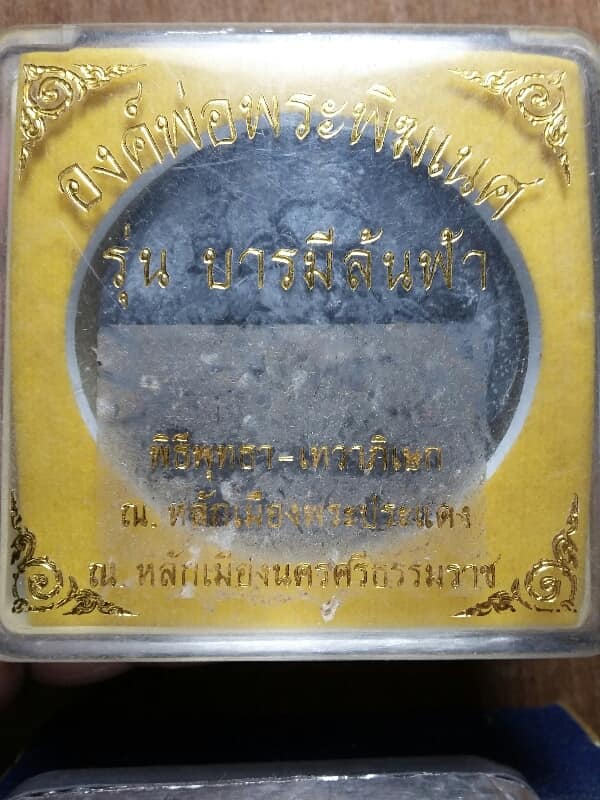 องค์พ่อพระพิฆเนศ
รุ่น บารมีล้นฟ้า
พิธีพุทธา-เทวาภิเษก
ณ. หลักเมืองพระประแดง
ณ. หลักเมืองนครศรีธรรมราช